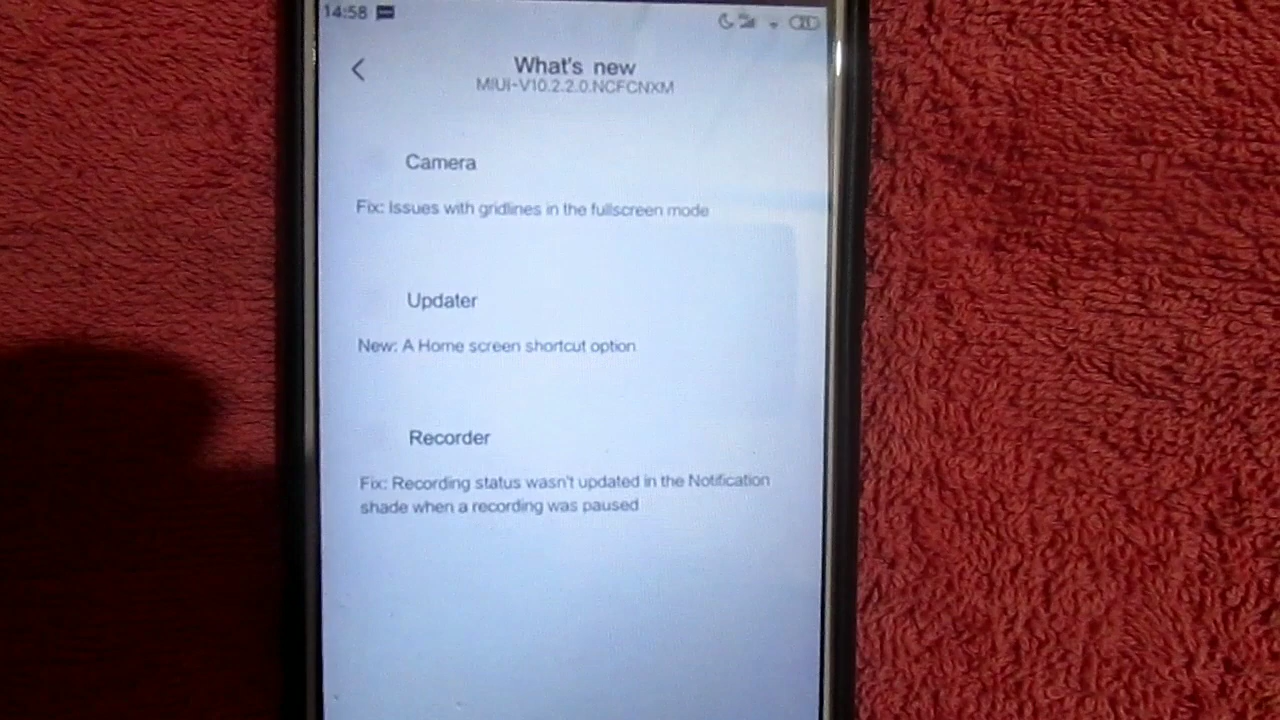 14:58
What's new
MIUI-V10.2.2.0.NCFCNXM
Camera
Fix: Issues with gridlines in the fullscreen mode
Updater
New: A Home screen shortcut option
Recorder
Fix: Recording status wasn't updated in the Notification
shade when a recording was paused